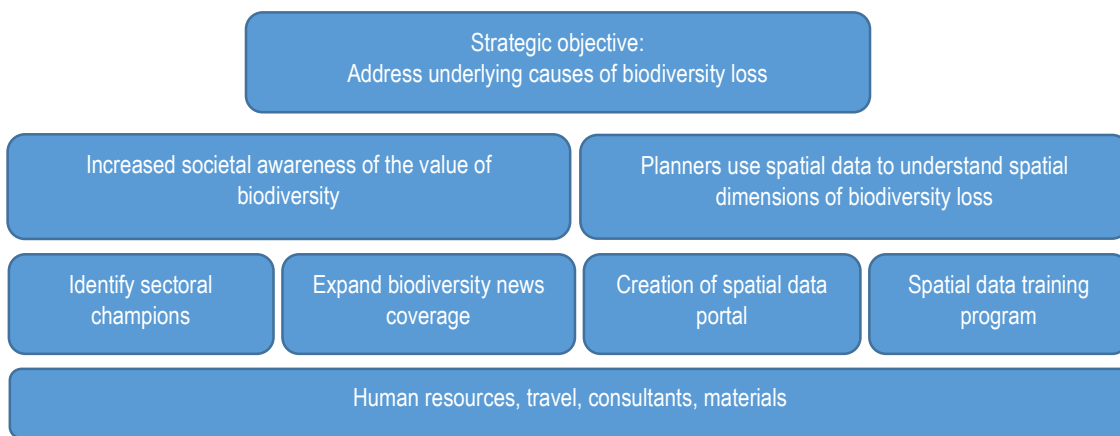 Strategic objective:
Address underlying causes of biodiversity loss
Increased societal awareness of the value of
biodiversity
Planners use spatial data to understand spatial
dimensions of biodiversity loss
Identify sectoral
champions
Expand biodiversity news
coverage
Creation of spatial data
portal
Spatial data training
program
Human resources, travel, consultants, materials